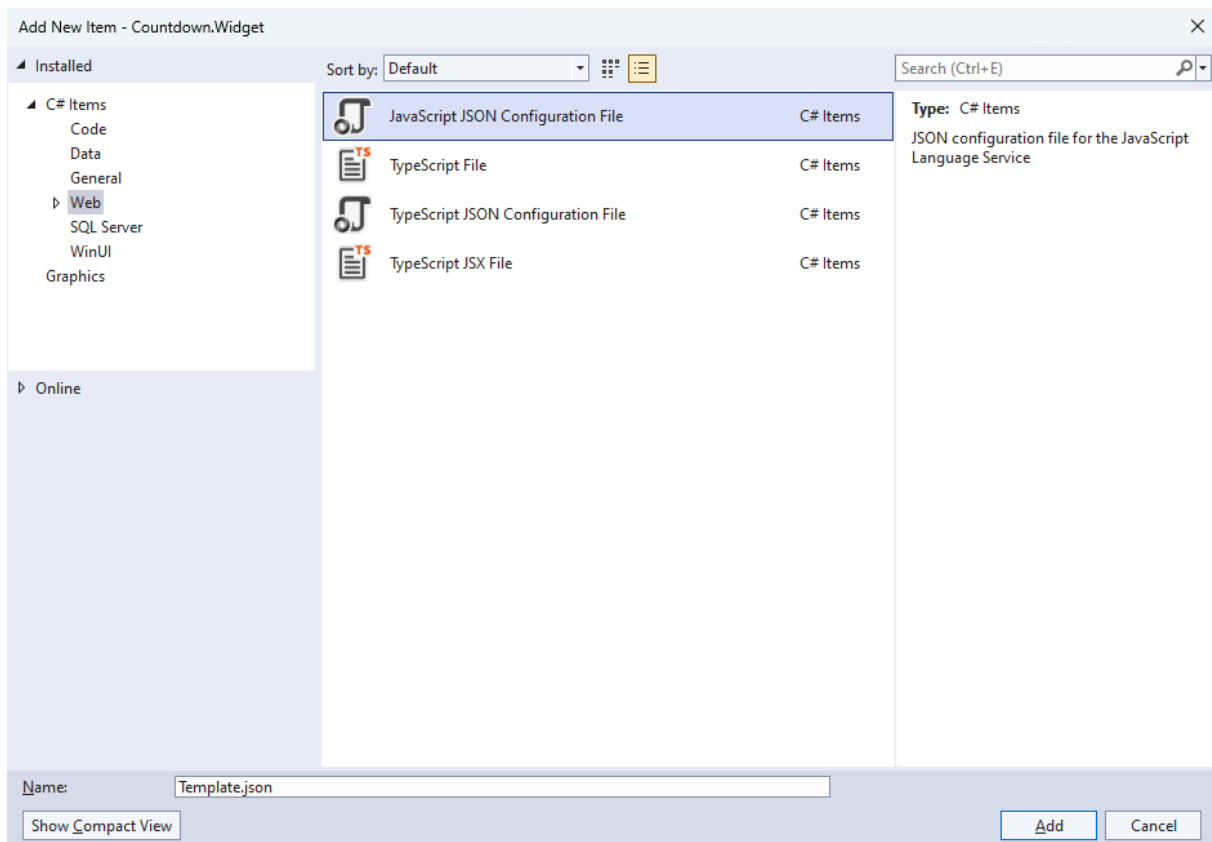 Add New Item - Countdown.Widget
Installed
Sort by: Default
Search (Ctrl+E)
C# Items
Code
Data
General
Web
SQL Server
WinUI
Graphics
Online
JavaScript JSON Configuration File C# Items
TypeScript File C# Items
TypeScript JSON Configuration File C# Items
TypeScript JSX File C# Items
Type: C# Items
JSON configuration file for the JavaScript
Language Service
Name: Template.json
Show Compact View
Add
Cancel